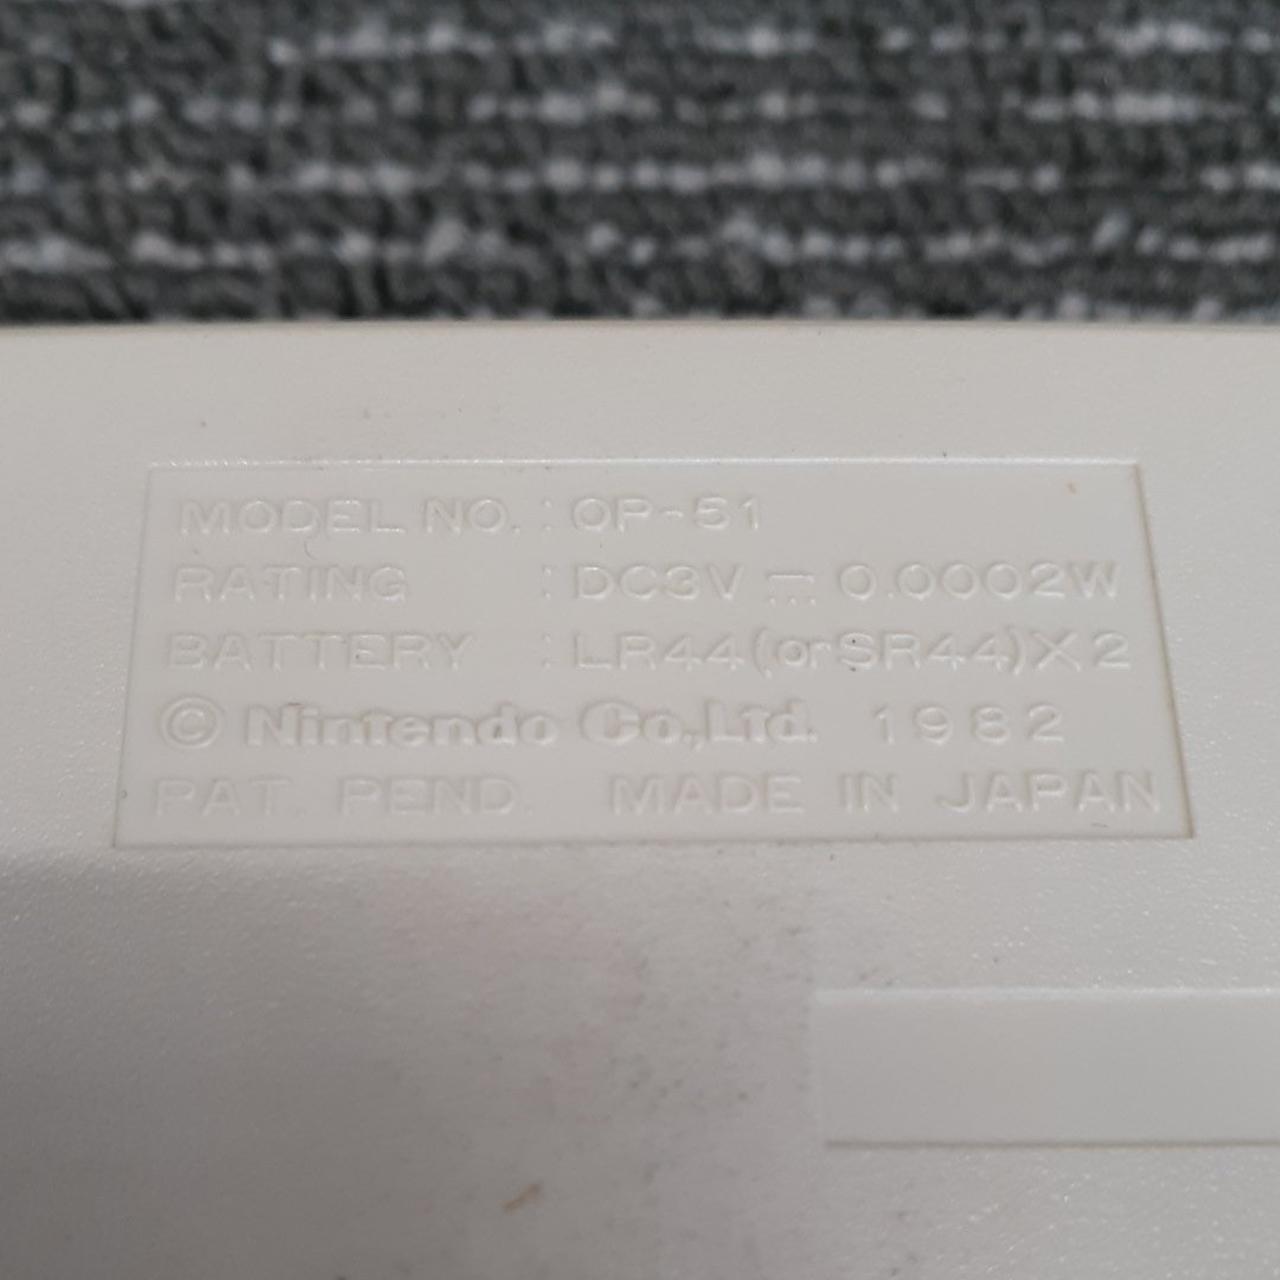 MODEL NO. : OP-51
RATING : DC3V ⎓ 0.0002W
BATTERY : LR44(or SR44)X2
© Nintendo Co.,Ltd. 1982
PAT. PEND. MADE IN JAPAN